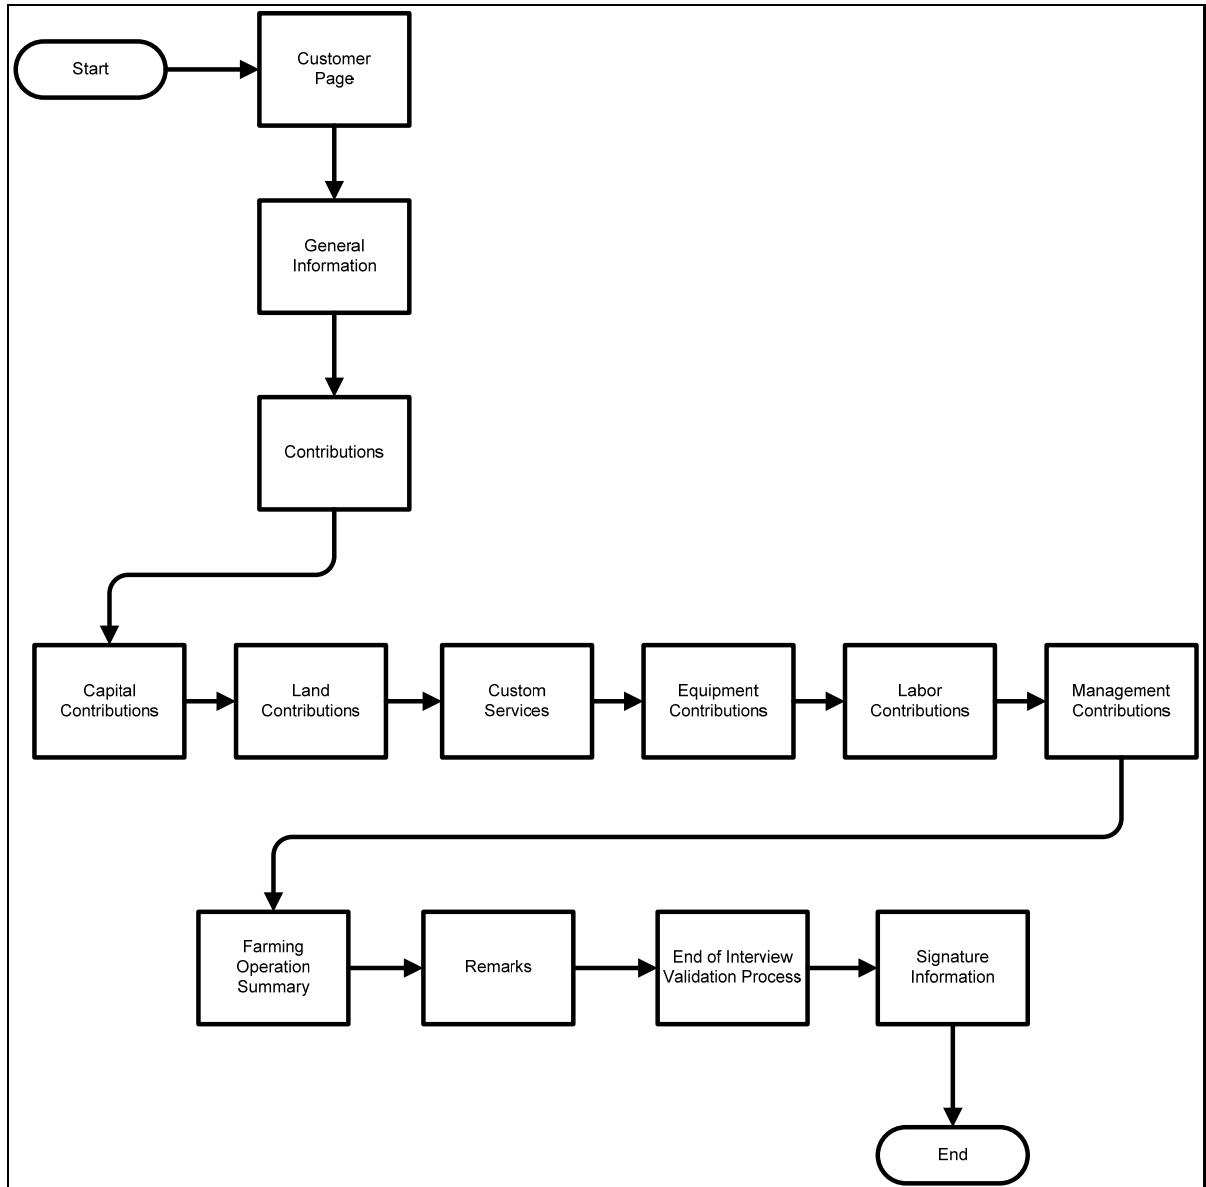 Start
Customer
Page
General
Information
Contributions
Capital
Contributions
Land
Contributions
Custom
Services
Equipment
Contributions
Labor
Contributions
Management
Contributions
Farming
Operation
Summary
Remarks
End of Interview
Validation Process
Signature
Information
End